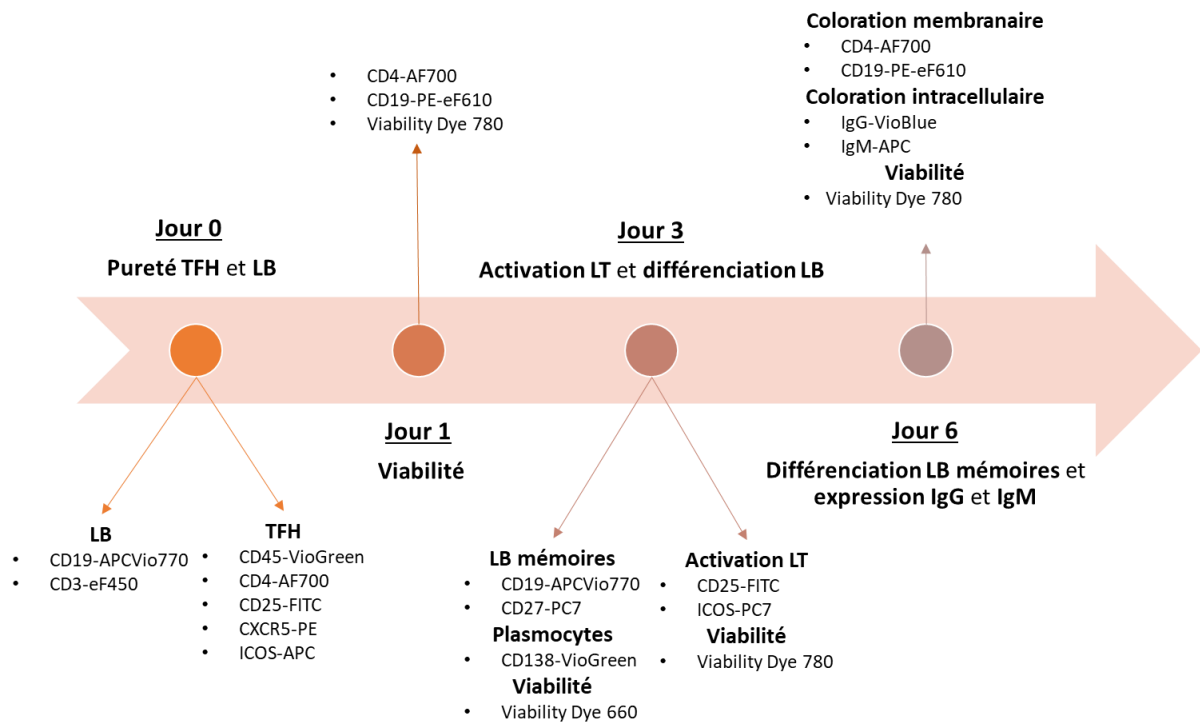 Jour 0
Pureté TFH et LB
LB
• CD19-APCVio770
• CD3-eF450
TFH
• CD45-VioGreen
• CD4-AF700
• CD25-FITC
• CXCR5-PE
• ICOS-APC
• CD4-AF700
• CD19-PE-eF610
• Viability Dye 780
Jour 1
Viabilité
Jour 3
Activation LT et différenciation LB
LB mémoires
• CD19-APCVio770
• CD27-PC7
Plasmocytes
• CD138-VioGreen
Viabilité
• Viability Dye 660
Activation LT
• CD25-FITC
• ICOS-PC7
Viabilité
• Viability Dye 780
Coloration membranaire
• CD4-AF700
• CD19-PE-eF610
Coloration intracellulaire
• IgG-VioBlue
• IgM-APC
Viabilité
• Viability Dye 780
Jour 6
Différenciation LB mémoires et
expression IgG et IgM